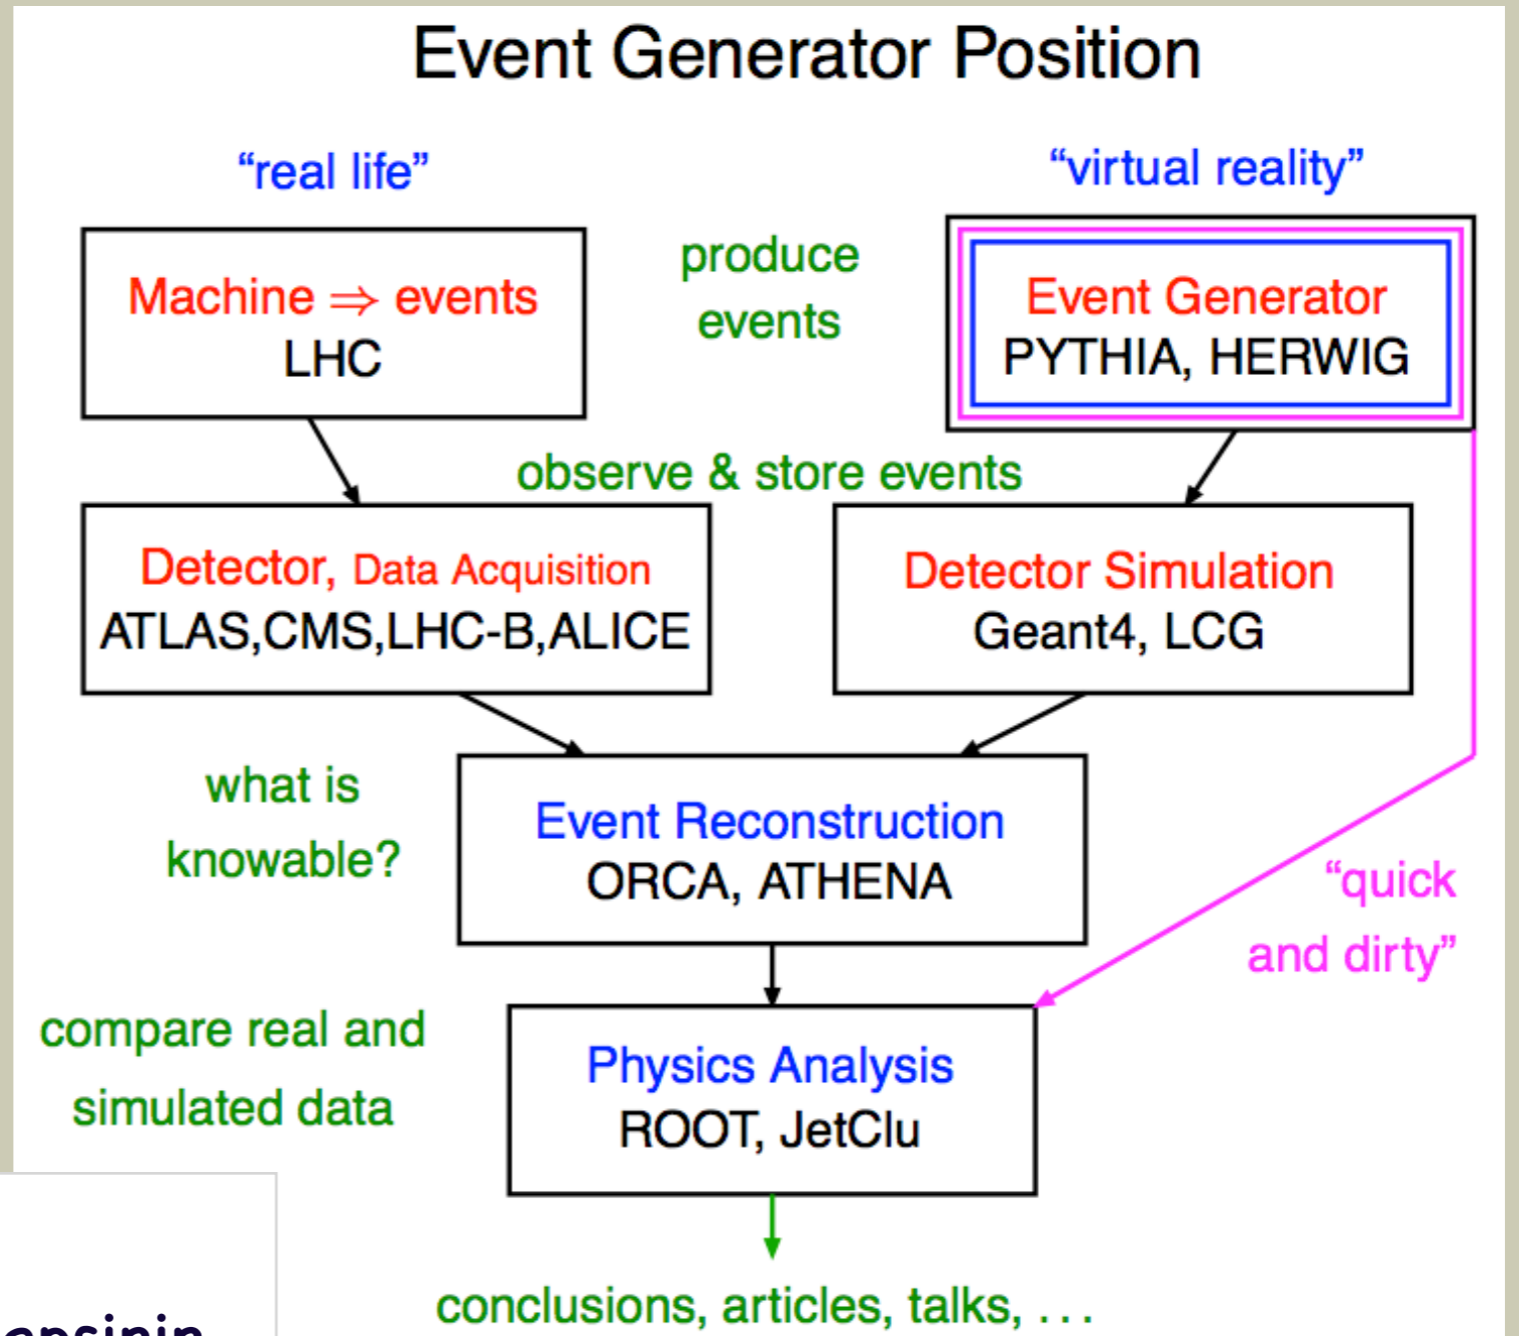 Event Generator Position
“real life”
“virtual reality”
Machine ⇒ events
LHC
produce
events
Event Generator
PYTHIA, HERWIG
observe & store events
Detector, Data Acquisition
ATLAS,CMS,LHC-B,ALICE
Detector Simulation
Geant4, LCG
what is
knowable?
Event Reconstruction
ORCA, ATHENA
“quick
and dirty”
compare real and
simulated data
Physics Analysis
ROOT, JetClu
conclusions, articles, talks, . . .